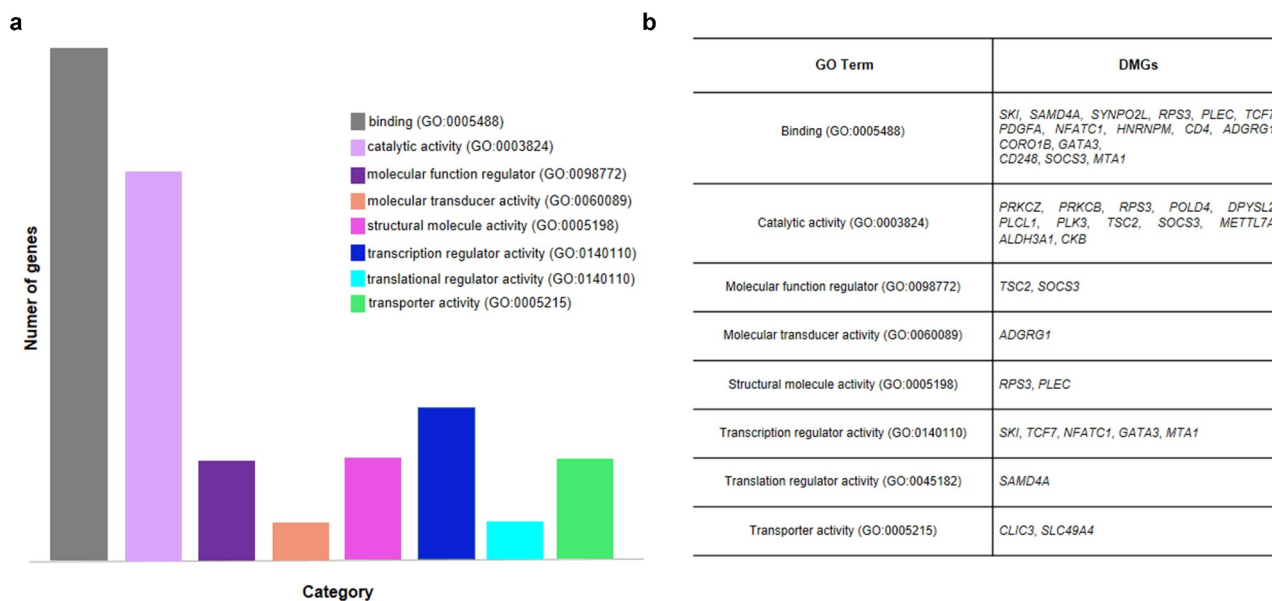 a
Numer of genes
binding (GO:0005488)
catalytic activity (GO:0003824)
molecular function regulator (GO:0098772)
molecular transducer activity (GO:0060089)
structural molecule activity (GO:0005198)
transcription regulator activity (GO:0140110)
translational regulator activity (GO:0140110)
transporter activity (GO:0005215)
Category
b
GO Term DMGs
Binding (GO:0005488)
SKI, SAMD4A, SYNPO2L, RPS3, PLEC, TCF7
PDGFA, NFATC1, HNRNPM, CD4, ADGRG1
CORO1B, GATA3,
CD248, SOCS3, MTA1
Catalytic activity (GO:0003824)
PRKCZ, PRKCB, RPS3, POLD4, DPYSL2
PLCL1, PLK3, TSC2, SOCS3, METTL7A
ALDH3A1, CKB
Molecular function regulator (GO:0098772) TSC2, SOCS3
Molecular transducer activity (GO:0060089) ADGRG1
Structural molecule activity (GO:0005198) RPS3, PLEC
Transcription regulator activity (GO:0140110) SKI, TCF7, NFATC1, GATA3, MTA1
Translation regulator activity (GO:0045182) SAMD4A
Transporter activity (GO:0005215) CLIC3, SLC49A4